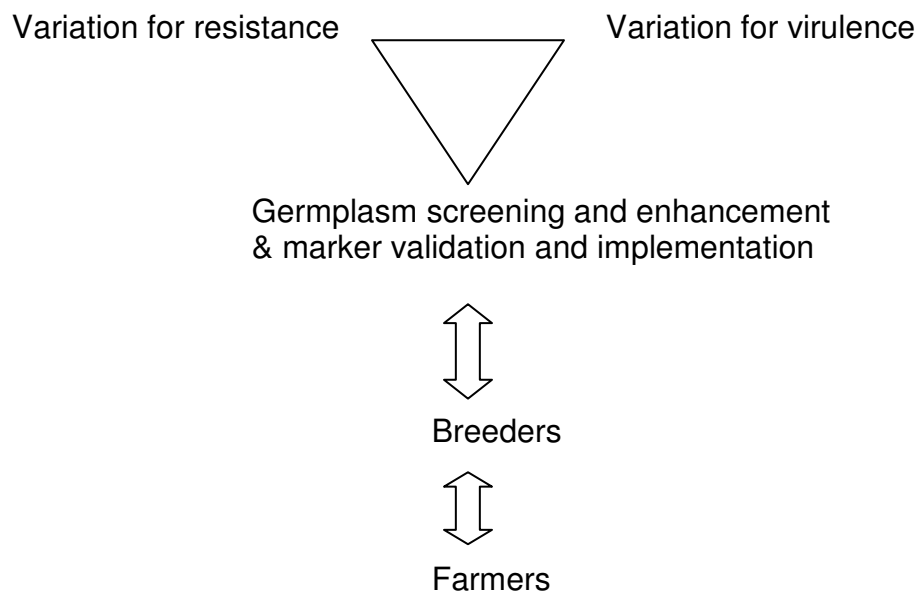 Variation for resistance
Variation for virulence
Germplasm screening and enhancement
& marker validation and implementation
Breeders
Farmers